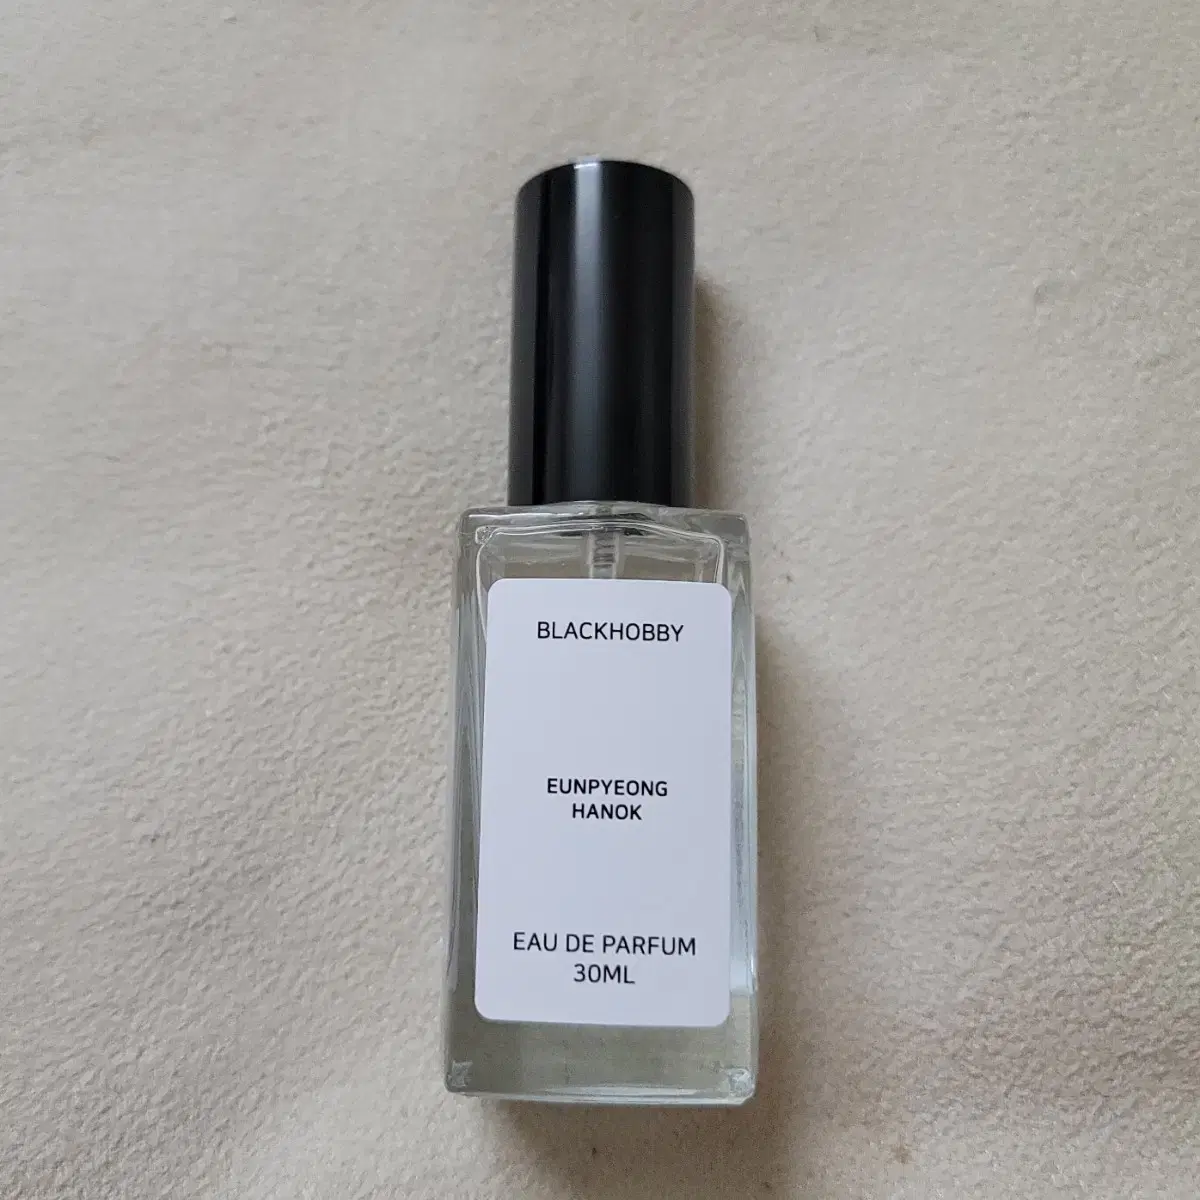 BLACKHOBBY
EUNPYEONG
HANOK
EAU DE PARFUM
30ML